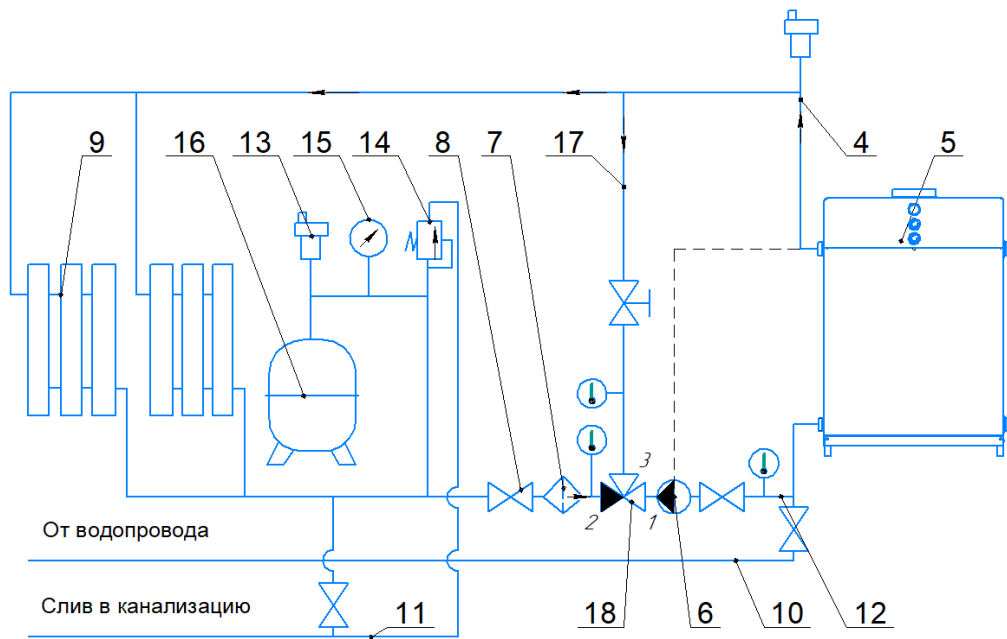 9 16 13 15 14 8 7 17 4 5
3
2 1
От водопровода
Слив в канализацию
11 18 6 10 12